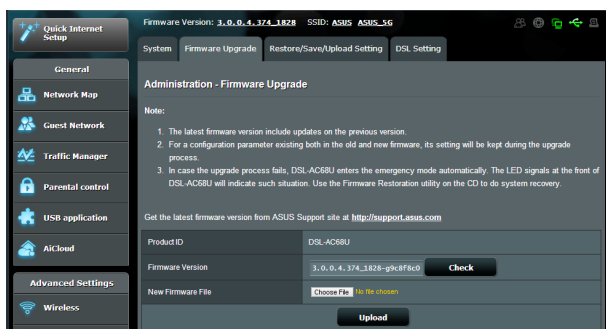 Quick Internet
Setup
Firmware Version: 3.0.0.4.374_1828 SSID: ASUS ASUS_5G
System Firmware Upgrade Restore/Save/Upload Setting DSL Setting
General
Network Map
Guest Network
Traffic Manager
Parental control
USB application
AiCloud
Advanced Settings
Wireless
Administration - Firmware Upgrade
Note:
1. The latest firmware version include updates on the previous version.
2. For a configuration parameter existing both in the old and new firmware, its setting will be kept during the upgrade
process.
3. In case the upgrade process fails, DSL-AC68U enters the emergency mode automatically. The LED signals at the front of
DSL-AC68U will indicate such situation. Use the Firmware Restoration utility on the CD to do system recovery.
Get the latest firmware version from ASUS Support site at http://support.asus.com
Product ID DSL-AC68U
Firmware Version 3.0.0.4.374_1828-g9c8f8c0 Check
New Firmware File Choose File No file chosen
Upload